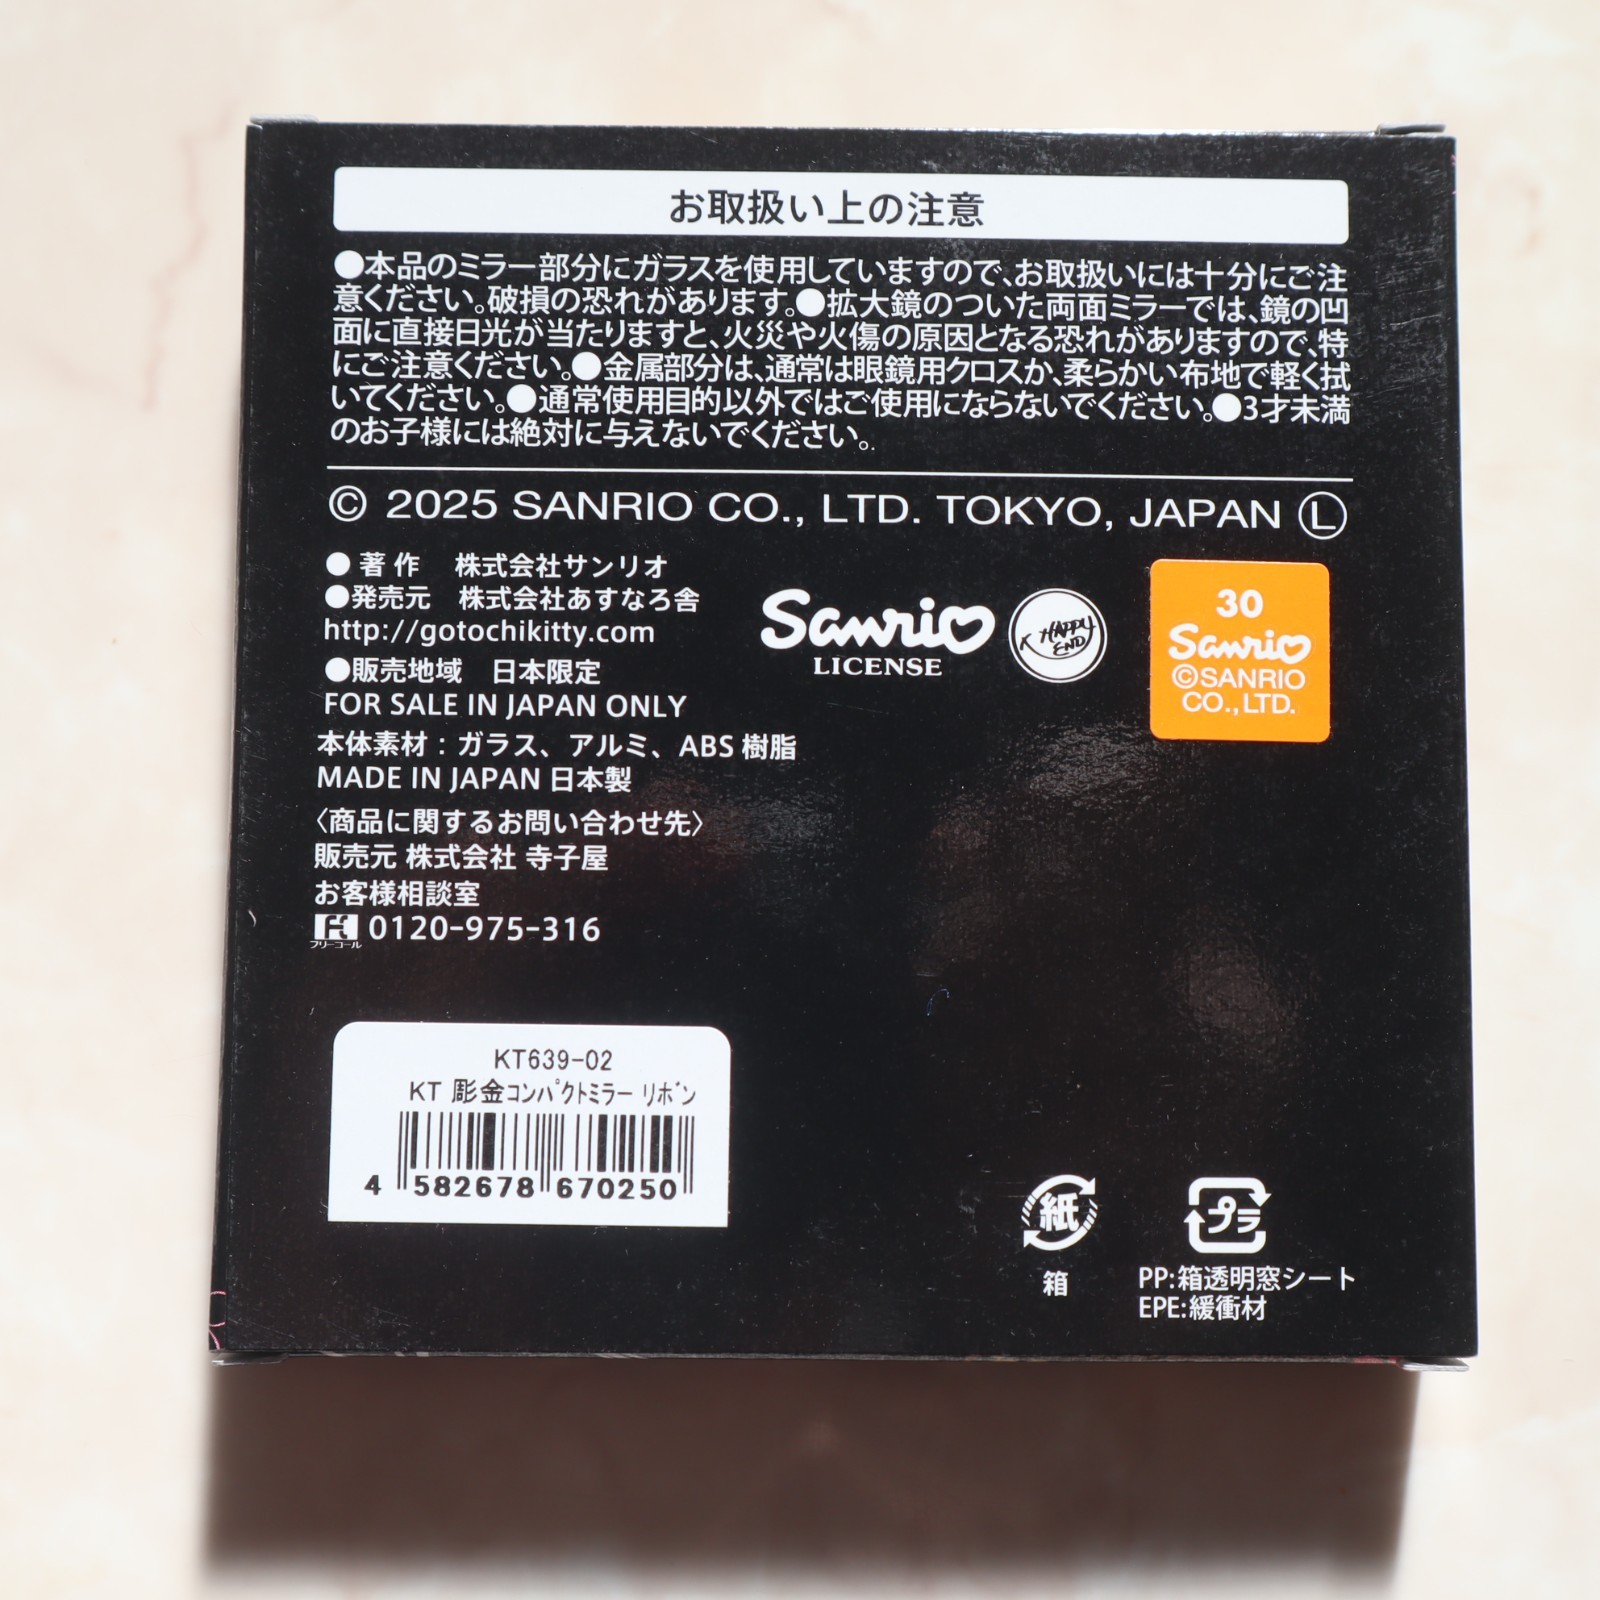 お取扱い上の注意
●本品のミラー部分にガラスを使用していますので、お取扱いには十分にご注
意ください。破損の恐れがあります。●拡大鏡のついた両面ミラーでは、鏡の凹
面に直接日光が当たりますと、火災や火傷の原因となる恐れがありますので、特
にご注意ください。●金属部分は、通常は眼鏡用クロスか、柔らかい布地で軽く拭
いてください。●通常使用目的以外ではご使用にならないでください。●3才未満
のお子様には絶対に与えないでください。.
© 2025 SANRIO CO., LTD. TOKYO, JAPAN Ⓛ
● 著作 株式会社サンリオ
●発売元 株式会社あすなろ舎
http://gotochikitty.com
●販売地域 日本限定
FOR SALE IN JAPAN ONLY
本体素材：ガラス、アルミ、ABS 樹脂
MADE IN JAPAN 日本製
〈商品に関するお問い合わせ先〉
販売元 株式会社 寺子屋
お客様相談室
フリーコール 0120-975-316
Sanrio
LICENSE
HAPPY
END
30
Sanrio
©SANRIO
CO.,LTD.
KT639-02
KT 彫金コンパクトミラー リボン
4 582678 670250
紙
箱
プラ
PP:箱透明窓シート
EPE:緩衝材